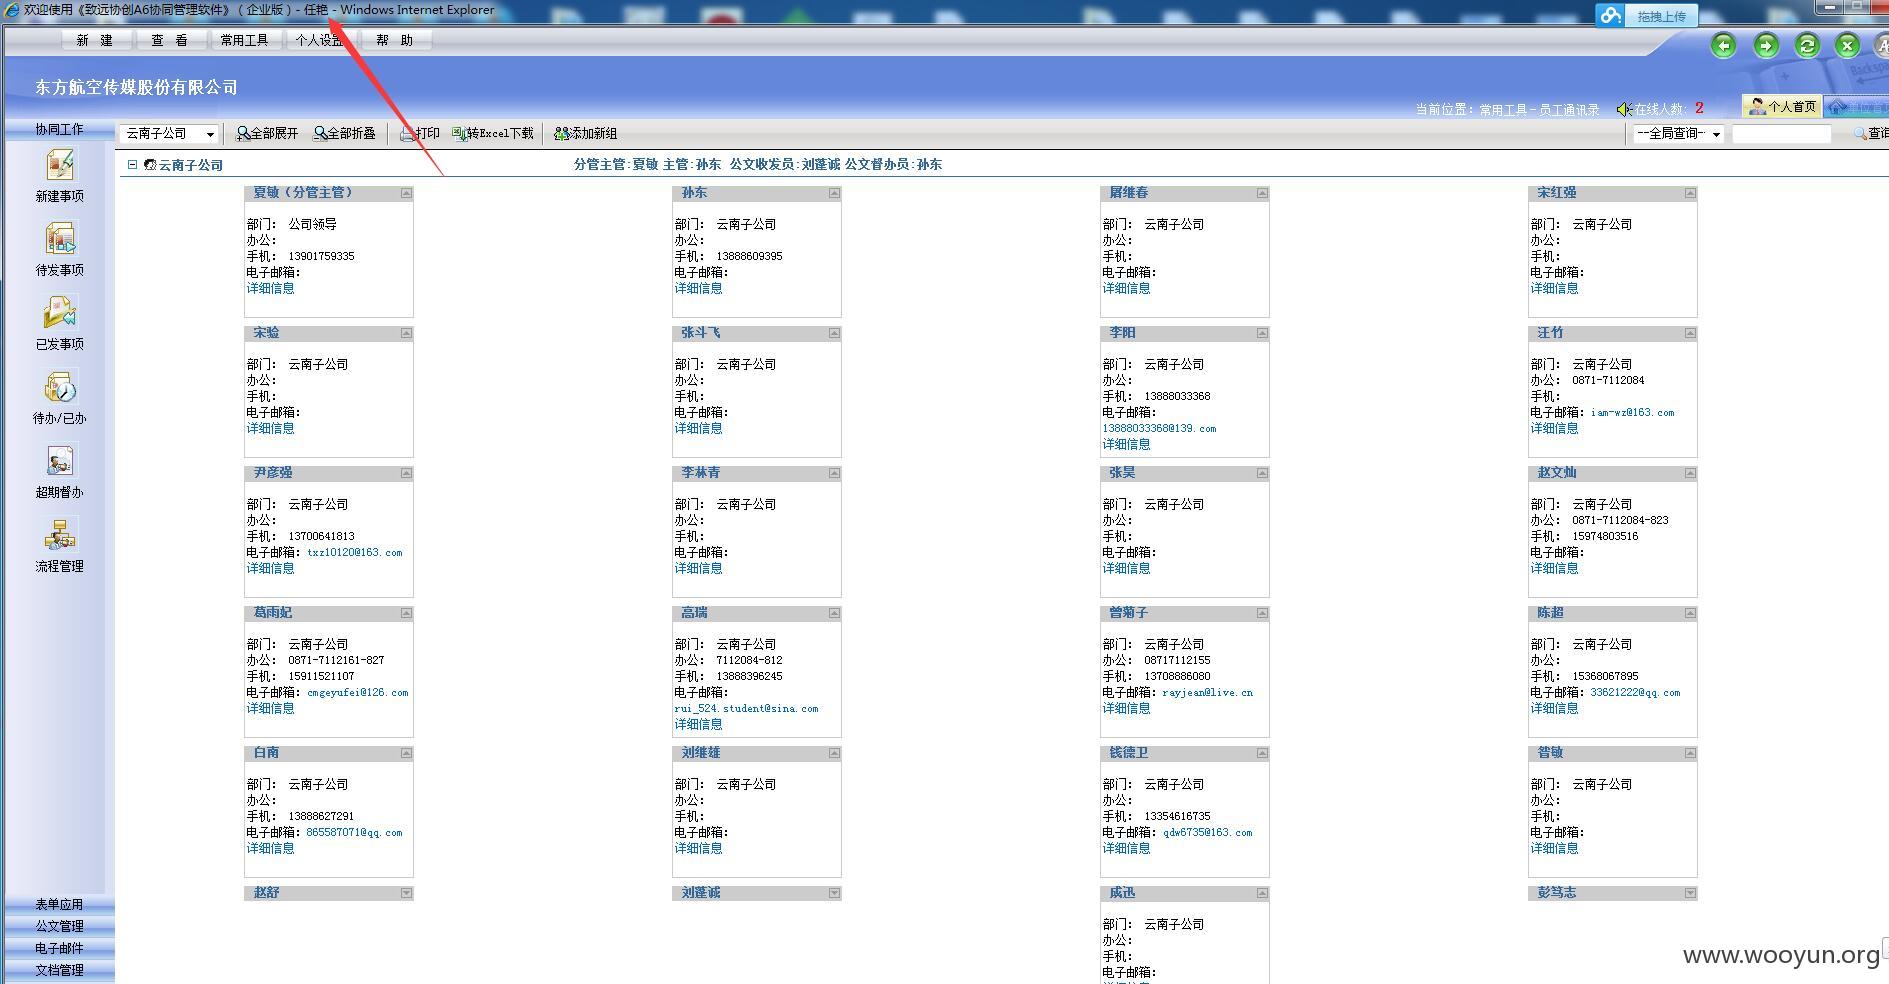 欢迎使用《致远协创A6协同管理软件》（企业版）- 任艳 - Windows Internet Explorer
拖拽上传
新 建 查 看 常用工具 个人设置 帮 助
东方航空传媒股份有限公司
当前位置：常用工具-员工通讯录 在线人数：2 个人首页 单位首
协同工作 云南子公司 全部展开 全部折叠 打印 转Excel下载 添加新组 --全局查询-- 查询
云南子公司 分管主管:夏敏 主管:孙东 公文收发员:刘蓬诚 公文督办员:孙东
新建事项
待发事项
已发事项
待办/已办
超期督办
流程管理
表单应用
公文管理
电子邮件
文档管理
夏敏（分管主管） 孙东 屠继春 宋红强
部门： 公司领导 部门： 云南子公司 部门： 云南子公司 部门： 云南子公司
办公： 办公： 办公： 办公：
手机： 13901759335 手机： 13888609395 手机： 手机：
电子邮箱： 电子邮箱： 电子邮箱： 电子邮箱：
详细信息 详细信息 详细信息 详细信息
宋验 张斗飞 李阳 汪竹
部门： 云南子公司 部门： 云南子公司 部门： 云南子公司 部门： 云南子公司
办公： 办公： 办公： 办公： 0871-7112084
手机： 手机： 手机： 13888033368 手机：
电子邮箱： 电子邮箱： 电子邮箱： 电子邮箱：iam-wz@163.com
详细信息 详细信息 13888033368@139.com 详细信息
详细信息
尹彦强 李林青 张昊 赵文灿
部门： 云南子公司 部门： 云南子公司 部门： 云南子公司 部门： 云南子公司
办公： 办公： 办公： 办公： 0871-7112084-823
手机： 13700641813 手机： 手机： 手机： 15974803516
电子邮箱：txz10120@163.com 电子邮箱： 电子邮箱： 电子邮箱：
详细信息 详细信息 详细信息 详细信息
葛雨妃 高瑞 曾菊子 陈超
部门： 云南子公司 部门： 云南子公司 部门： 云南子公司 部门： 云南子公司
办公： 0871-7112161-827 办公： 7112084-812 办公： 08717112155 办公：
手机： 15911521107 手机： 13888396245 手机： 13708886080 手机： 15368067895
电子邮箱：cmgeyufei@126.com 电子邮箱： 电子邮箱：rayjean@live.cn 电子邮箱：33621222@qq.com
详细信息 rui_524.student@sina.com 详细信息 详细信息
详细信息
白南 刘继雄 钱德卫 昝敏
部门： 云南子公司 部门： 云南子公司 部门： 云南子公司 部门： 云南子公司
办公： 办公： 办公： 办公：
手机： 13888627291 手机： 手机： 13354616735 手机：
电子邮箱：865587071@qq.com 电子邮箱： 电子邮箱：qdw6735@163.com 电子邮箱：
详细信息 详细信息 详细信息 详细信息
赵舒 刘蓬诚 成迅 彭笃志
部门： 云南子公司
办公：
手机：
电子邮箱：
www.wooyun.org